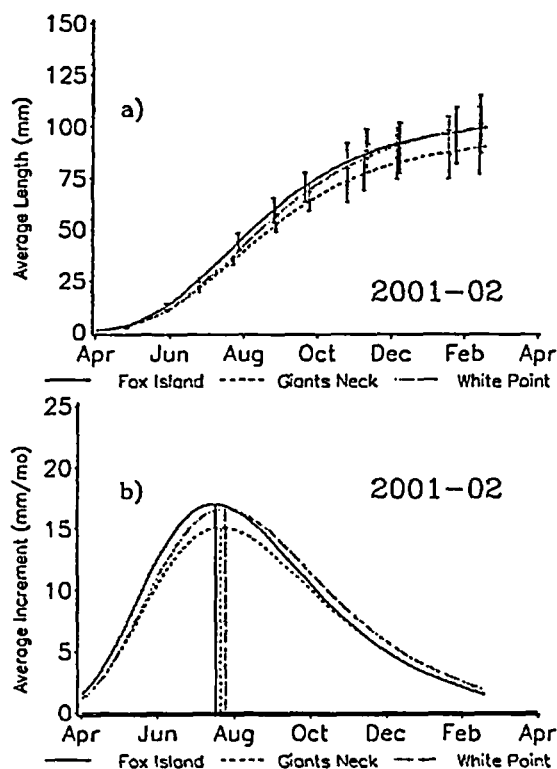 150
125
a)
100
75
50
25
0
Average Length (mm)
2001-02
Apr Jun Aug Oct Dec Feb Apr
Fox Island Giants Neck White Point
25
20
b) 2001-02
15
10
5
0
Average Increment (mm/mo)
Apr Jun Aug Oct Dec Feb Apr
Fox Island Giants Neck White Point